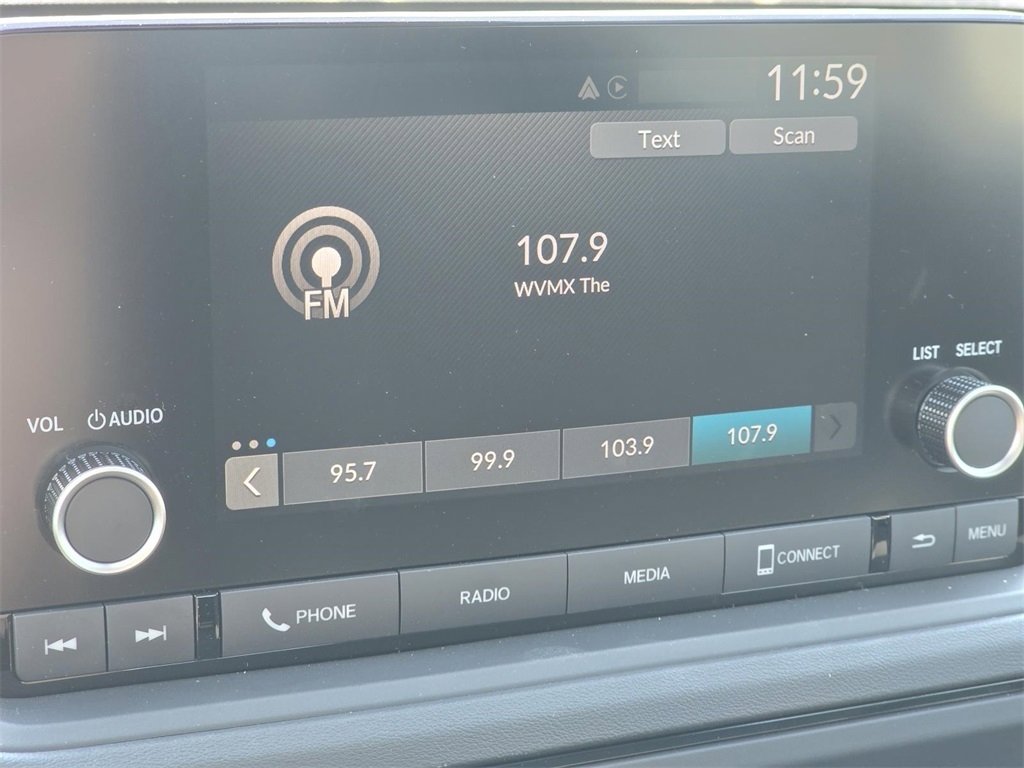 11:59
Text Scan
107.9
WVMX The
FM
LIST SELECT
VOL AUDIO
95.7 99.9 103.9 107.9
PHONE RADIO MEDIA CONNECT MENU